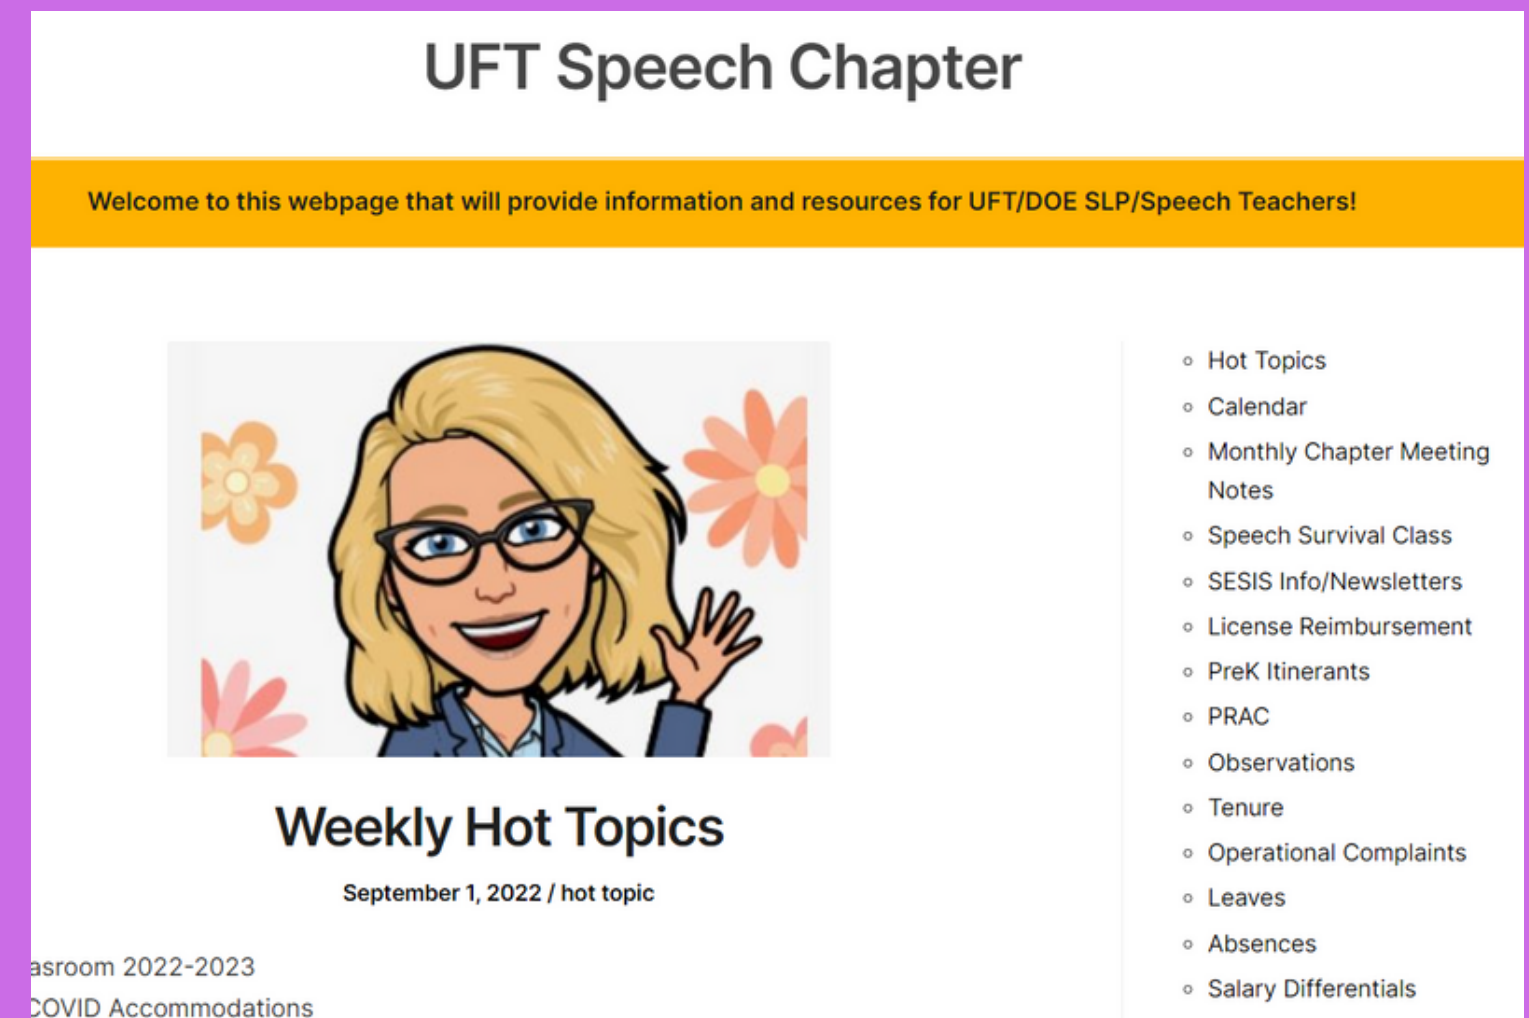 UFT Speech Chapter
Welcome to this webpage that will provide information and resources for UFT/DOE SLP/Speech Teachers!
Weekly Hot Topics
September 1, 2022 / hot topic
asroom 2022-2023
COVID Accommodations
Hot Topics
Calendar
Monthly Chapter Meeting
Notes
Speech Survival Class
SESIS Info/Newsletters
License Reimbursement
PreK Itinerants
PRAC
Observations
Tenure
Operational Complaints
Leaves
Absences
Salary Differentials